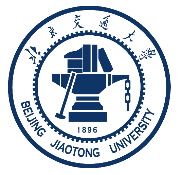 北京交通大学
1896
BEIJING JIAOTONG UNIVERSITY